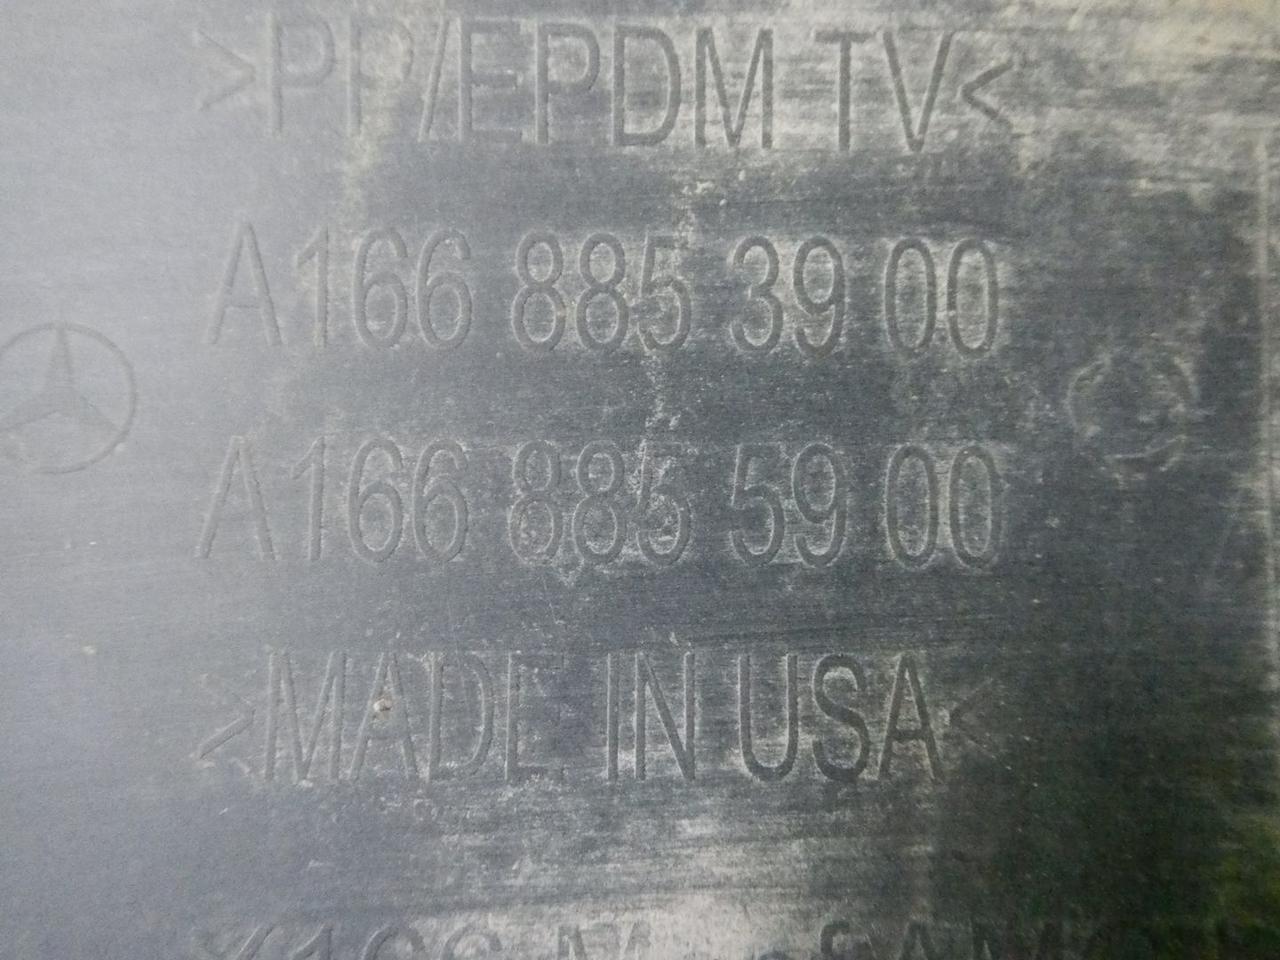 >PP/EPDM TV<
A166 885 39 00
A166 885 59 00
>MADE IN USA<